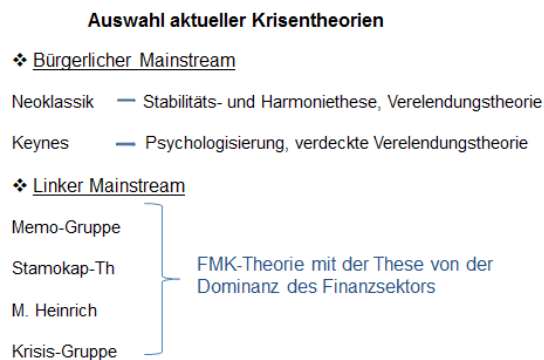 Auswahl aktueller Krisentheorien
❖ Bürgerlicher Mainstream
Neoklassik — Stabilitäts- und Harmoniethese, Verelendungstheorie
Keynes — Psychologisierung, verdeckte Verelendungstheorie
❖ Linker Mainstream
Memo-Gruppe
Stamokap-Th
FMK-Theorie mit der These von der
Dominanz des Finanzsektors
M. Heinrich
Krisis-Gruppe